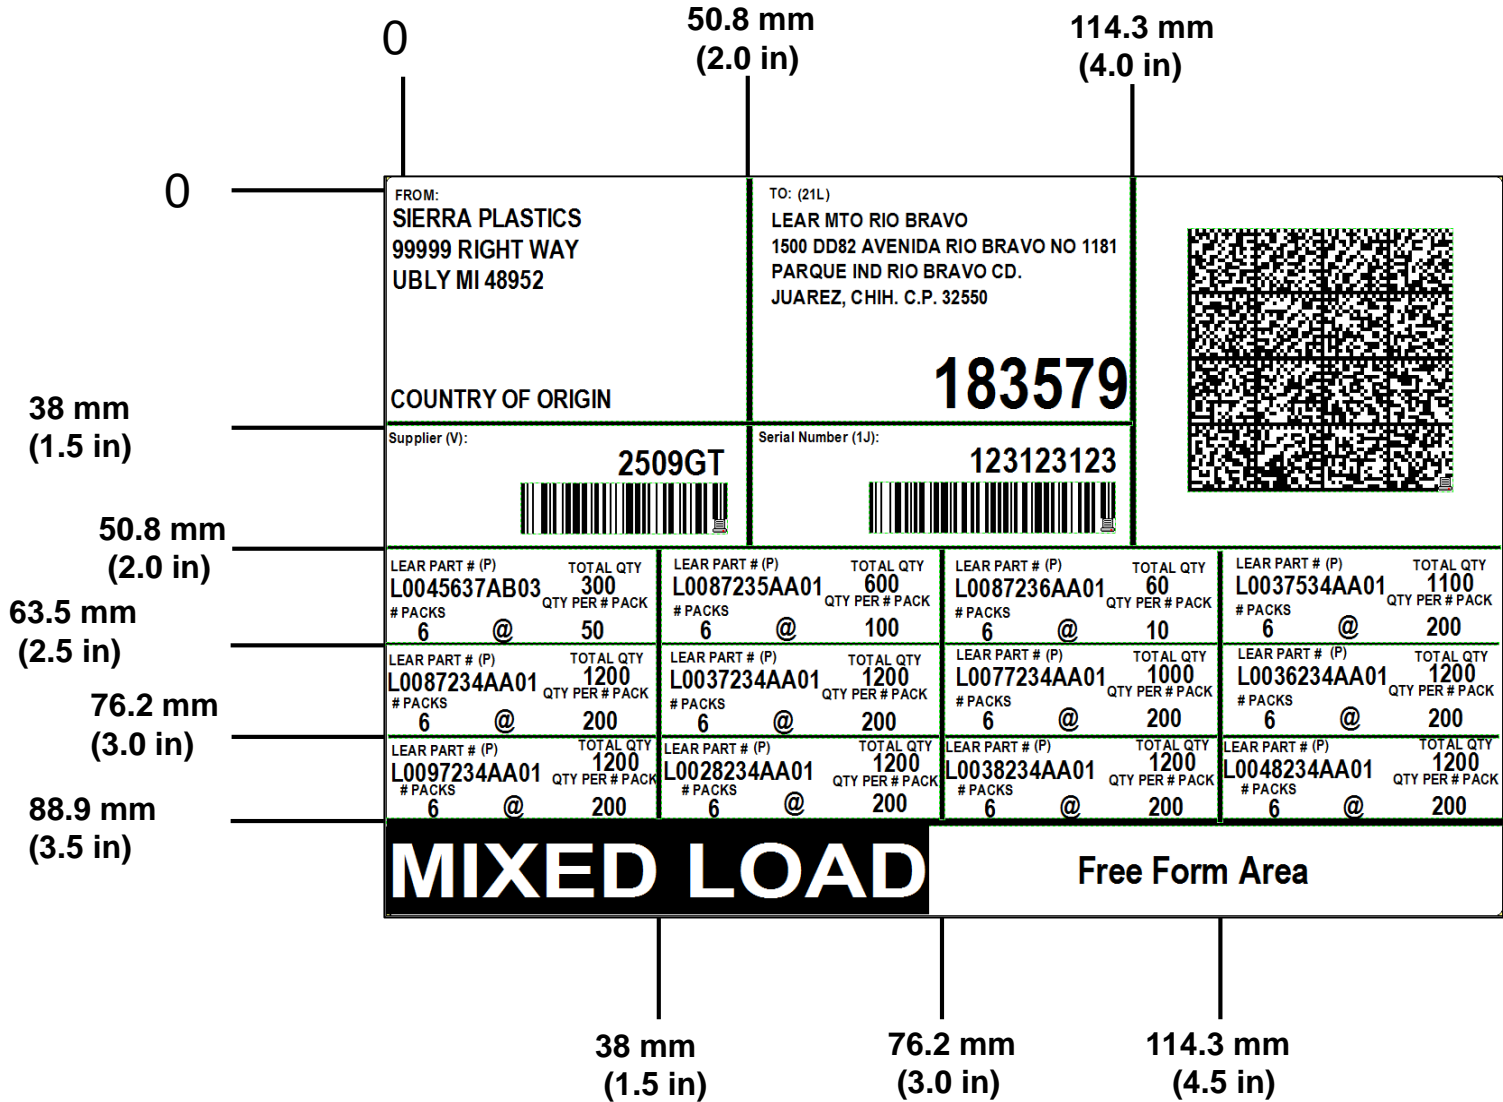 0
50.8 mm
(2.0 in)
114.3 mm
(4.0 in)
0
FROM:
SIERRA PLASTICS
99999 RIGHT WAY
UBLY MI 48952
COUNTRY OF ORIGIN
TO: (21L)
LEAR MTO RIO BRAVO
1500 DD82 AVENIDA RIO BRAVO NO 1181
PARQUE IND RIO BRAVO CD.
JUAREZ, CHIH. C.P. 32550
183579
38 mm
(1.5 in)
Supplier (V):
2509GT
Serial Number (1J):
123123123
50.8 mm
(2.0 in)
LEAR PART # (P) TOTAL QTY
L0045637AB03 300
QTY PER # PACK
# PACKS
6 @ 50
LEAR PART # (P) TOTAL QTY
L0087235AA01 600
QTY PER # PACK
# PACKS
6 @ 100
LEAR PART # (P) TOTAL QTY
L0087236AA01 60
QTY PER # PACK
# PACKS
6 @ 10
LEAR PART # (P) TOTAL QTY
L0037534AA01 1100
QTY PER # PACK
# PACKS
6 @ 200
63.5 mm
(2.5 in)
LEAR PART # (P) TOTAL QTY
L0087234AA01 1200
QTY PER # PACK
# PACKS
6 @ 200
LEAR PART # (P) TOTAL QTY
L0037234AA01 1200
QTY PER # PACK
# PACKS
6 @ 200
LEAR PART # (P) TOTAL QTY
L0077234AA01 1000
QTY PER # PACK
# PACKS
6 @ 200
LEAR PART # (P) TOTAL QTY
L0036234AA01 1200
QTY PER # PACK
# PACKS
6 @ 200
76.2 mm
(3.0 in)
LEAR PART # (P) TOTAL QTY
L0097234AA01 1200
QTY PER # PACK
# PACKS
6 @ 200
LEAR PART # (P) TOTAL QTY
L0028234AA01 1200
QTY PER # PACK
# PACKS
6 @ 200
LEAR PART # (P) TOTAL QTY
L0038234AA01 1200
QTY PER # PACK
# PACKS
6 @ 200
LEAR PART # (P) TOTAL QTY
L0048234AA01 1200
QTY PER # PACK
# PACKS
6 @ 200
88.9 mm
(3.5 in)
MIXED LOAD
Free Form Area
38 mm
(1.5 in)
76.2 mm
(3.0 in)
114.3 mm
(4.5 in)